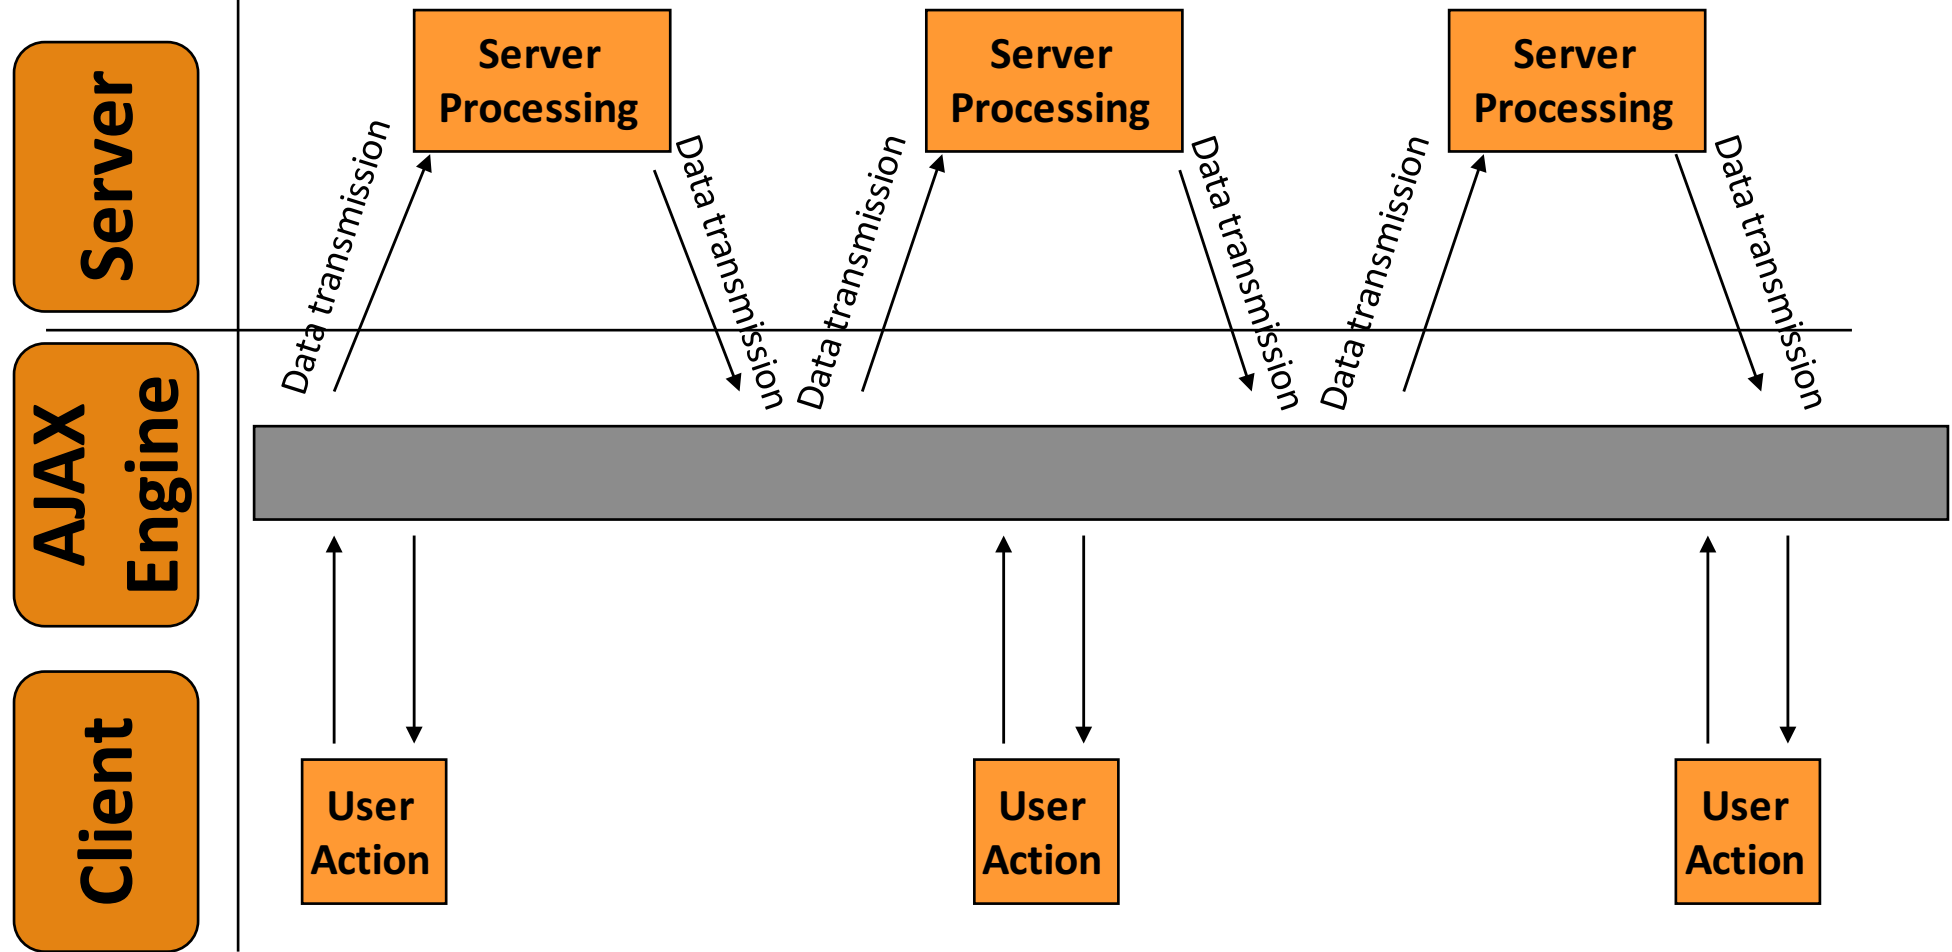 Server
Server
Processing
Server
Processing
Server
Processing
Data transmission
Data transmission
Data transmission
Data transmission
Data transmission
Data transmission
AJAX
Engine
Client
User
Action
User
Action
User
Action